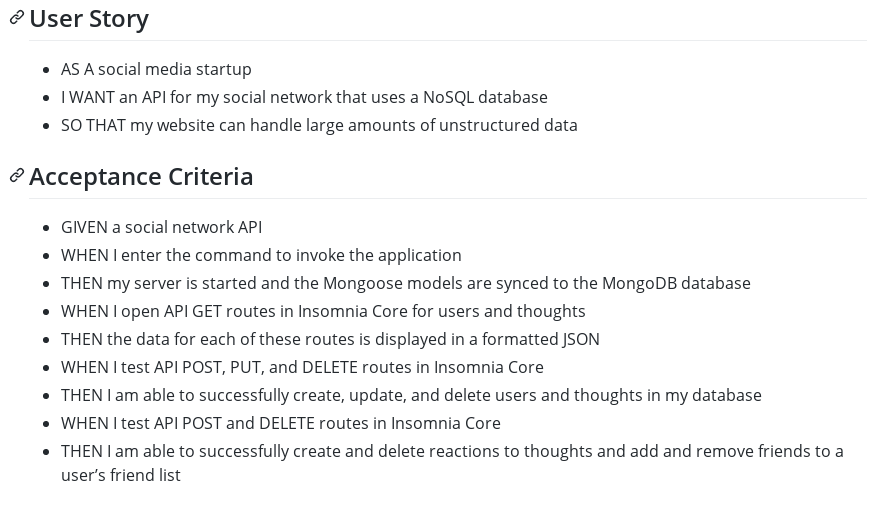 User Story
AS A social media startup
I WANT an API for my social network that uses a NoSQL database
SO THAT my website can handle large amounts of unstructured data
Acceptance Criteria
GIVEN a social network API
WHEN I enter the command to invoke the application
THEN my server is started and the Mongoose models are synced to the MongoDB database
WHEN I open API GET routes in Insomnia Core for users and thoughts
THEN the data for each of these routes is displayed in a formatted JSON
WHEN I test API POST, PUT, and DELETE routes in Insomnia Core
THEN I am able to successfully create, update, and delete users and thoughts in my database
WHEN I test API POST and DELETE routes in Insomnia Core
THEN I am able to successfully create and delete reactions to thoughts and add and remove friends to a
user’s friend list